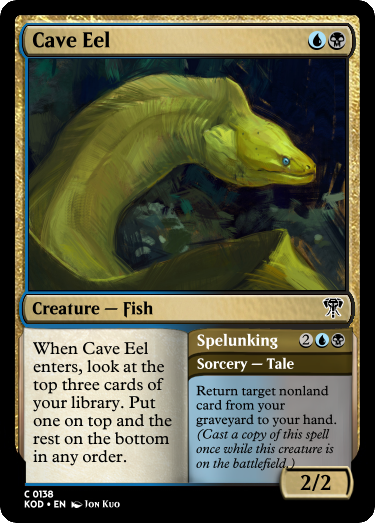 Cave Eel
Creature — Fish
When Cave Eel
enters, look at the
top three cards of
your library. Put
one on top and the
rest on the bottom
in any order.
Spelunking 2
Sorcery — Tale
Return target nonland
card from your
graveyard to your hand.
(Cast a copy of this spell
once while this creature is
on the battlefield.)
2/2
C 0138
KOD • EN Jon Kuo